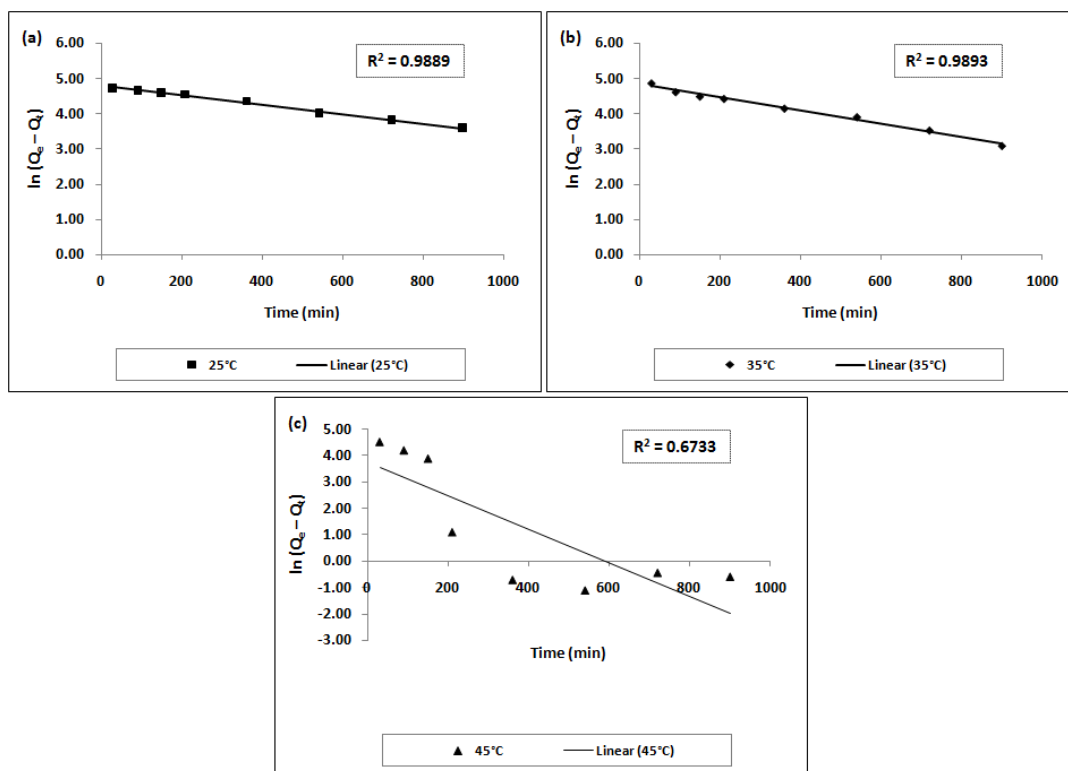 (a)
R² = 0.9889
6.00
5.00
4.00
3.00
2.00
1.00
0.00
ln (Qₑ – Qₜ)
0 200 400 600 800 1000
Time (min)
25°C Linear (25°C)
(b)
R² = 0.9893
6.00
5.00
4.00
3.00
2.00
1.00
0.00
ln (Qₑ – Qₜ)
0 200 400 600 800 1000
Time (min)
35°C Linear (35°C)
(c)
R² = 0.6733
5.00
4.00
3.00
2.00
1.00
0.00
-1.00
-2.00
-3.00
ln (Qₑ – Qₜ)
0 200 400 600 800 1000
Time (min)
45°C Linear (45°C)